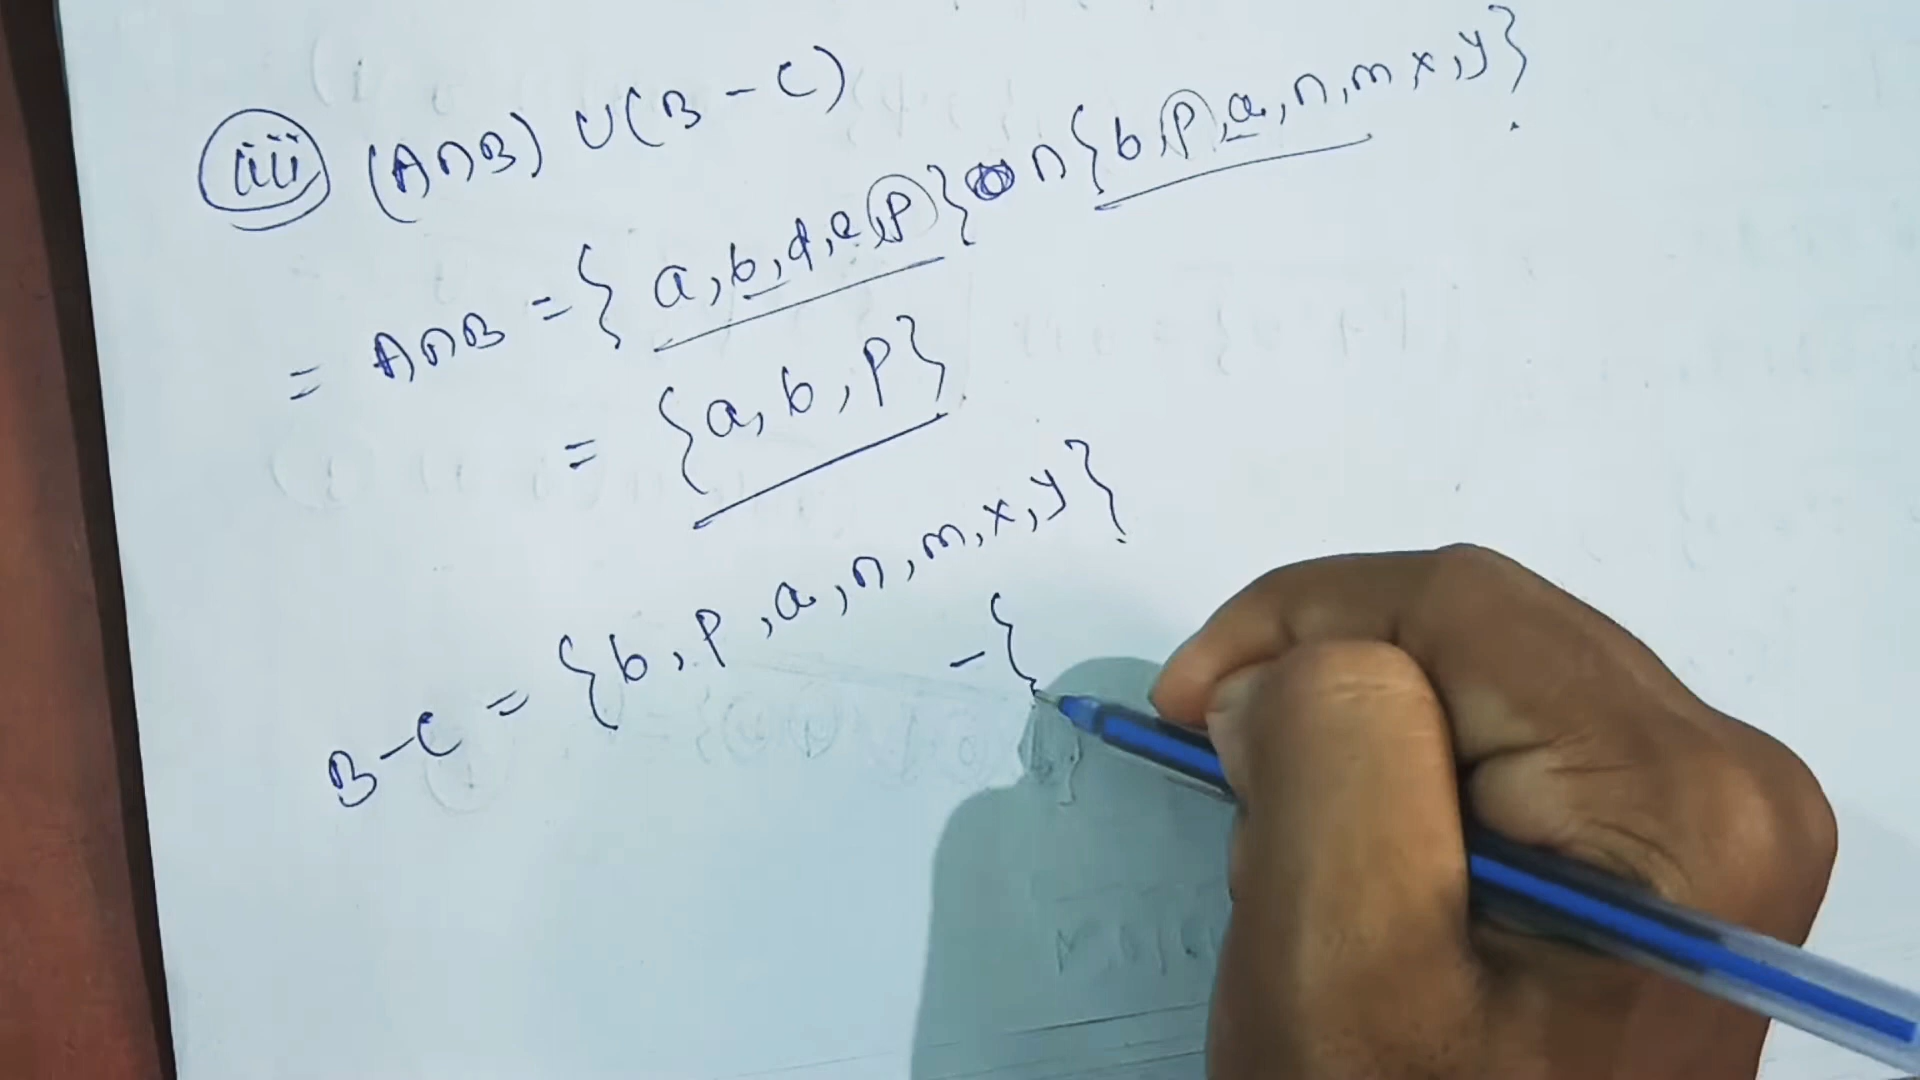 iii (A∩B) ∪ (B-C)
= A∩B = {a,b,d,e,p} ∩ {b,p,a,n,m x,y}
= {a,b,p}
B-C = {b,p,a,n,m,x,y}
-{